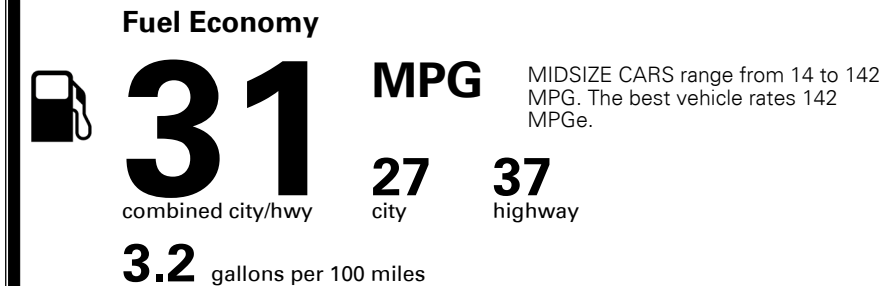 Fuel Economy
31
MPG
MIDSIZE CARS range from 14 to 142
MPG. The best vehicle rates 142
MPGe.
27
37
combined city/hwy
city
highway
3.2 gallons per 100 miles